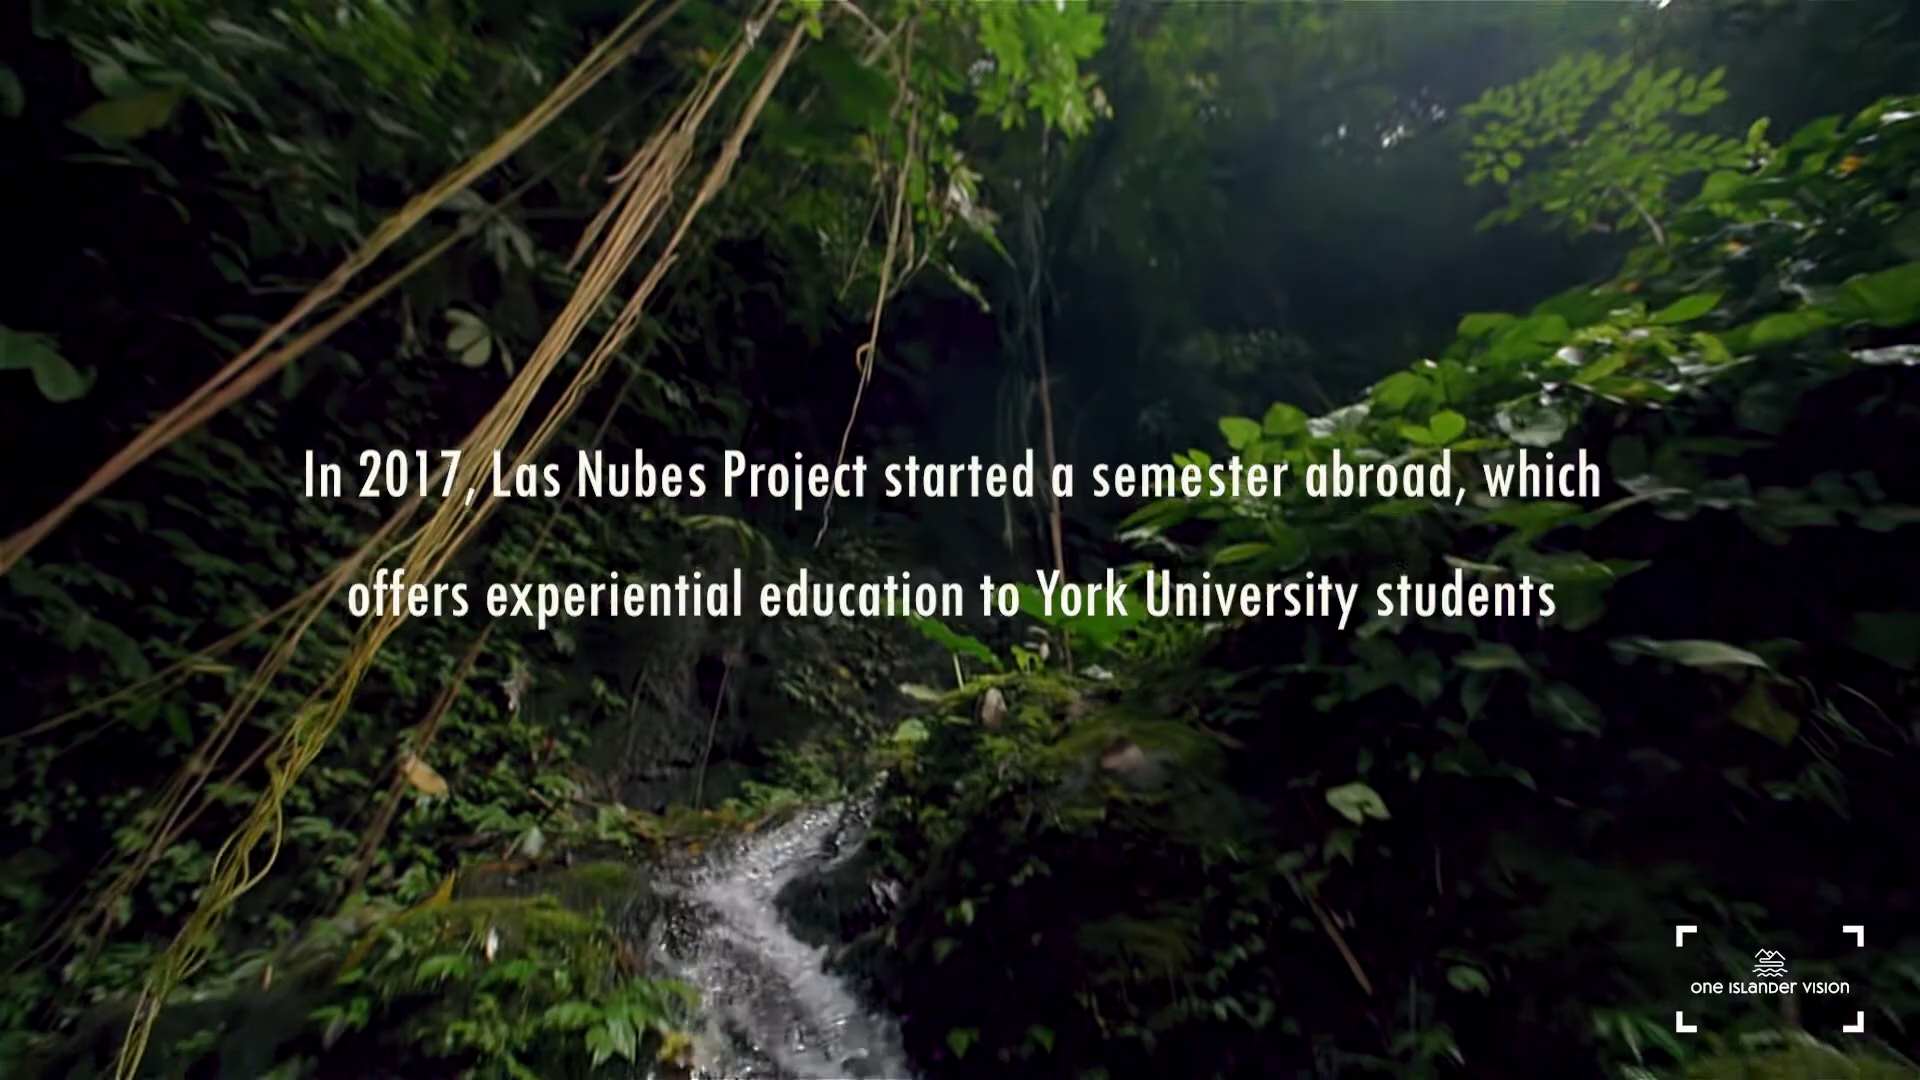 In 2017, Las Nubes Project started a semester abroad, which
offers experiential education to York University students
ONE ISLANDER VISION